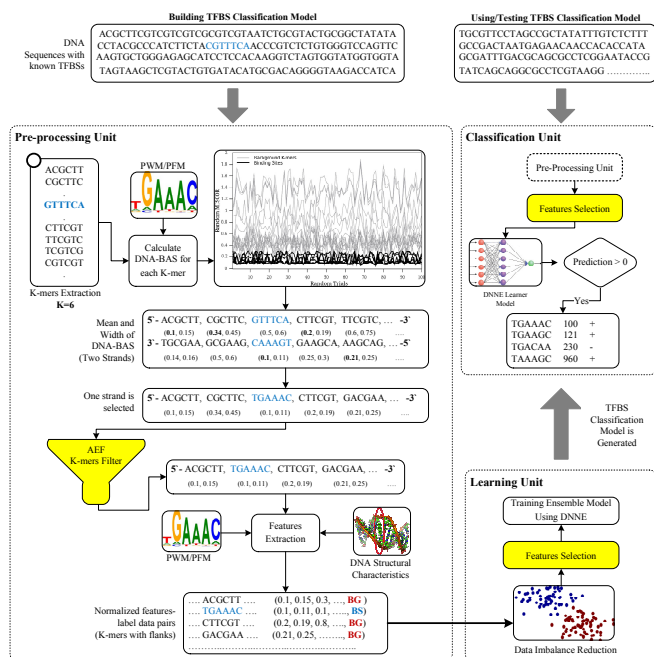 Building TFBS Classification Model
Using/Testing TFBS Classification Model
DNA
Sequences with
known TFBSs
ACGCTTCGTCGTCGTCGCGTCGTAATCTGCGTACTGCGGCTATATA
CCTACGCCCATCTTCTACGTTTCAACCCGTCTCTGTGGGTCCAGTTC
AAGTGCTGGGAGAGCATCCTCCACAAGGTCTAGTGGTATGGTGGTA
TAGTAAGCTCGTACTGTGATACATGCGACAGGGGTAAGACCATCA
TGCGTTCCTAGCCGCTATATTTGTCTCTTT
GCCGACTAATGAGAACAACCACACCATA
GCGATTTGACGCAGCGCCTCGGAATACCG
TATCAGCAGGCGCCTCGTAAGG ..............
Pre-processing Unit
ACGCTT
CGCTTC
.
GTTTCA
.
CTTCGT
TTCGTC
TCGTCG
CGTCGT
.
K-mers Extraction
K=6
PWM/PFM
TGAAAC
Calculate
DNA-BAS for
each K-mer
Background K-mers
Binding Sites
Random Trials
Mean and
Width of
DNA-BAS
(Two Strands)
5`- ACGCTT, CGCTTC, GTTTCA, CTTCGT, TTCGTC, … -3`
(0.1, 0.15) (0.34, 0.45) (0.5, 0.6) (0.2, 0.19) (0.6, 0.75) ....
3`- TGCGAA, GCGAAG, CAAAGT, GAAGCA, AAGCAG, … -5`
(0.14, 0.16) (0.5, 0.6) (0.1, 0.11) (0.25, 0.3) (0.21, 0.25) ....
One strand is
selected
5`- ACGCTT, CGCTTC, TGAAAC, CTTCGT, GACGAA, … -3`
(0.1, 0.15) (0.34, 0.45) (0.1, 0.11) (0.2, 0.19) (0.21, 0.25) ....
AEF
K-mers Filter
5`- ACGCTT, TGAAAC, CTTCGT, GACGAA, … -3`
(0.1, 0.15) (0.1, 0.11) (0.2, 0.19) (0.21, 0.25) ....
TGAAAC
PWM/PFM
Features
Extraction
DNA Structural
Characteristics
Normalized features-
label data pairs
(K-mers with flanks)
…. ACGCTT …. (0.1, 0.15, 0.3, …, BG )
…. TGAAAC …. (0.1, 0.11, 0.1, …., BS)
…. CTTCGT …. (0.2, 0.19, 0.8, …, BG)
…. GACGAA …. (0.21, 0.25, …….., BG)
Classification Unit
Pre-Processing Unit
Features Selection
DNNE Learner
Model
Prediction > 0
Yes
TGAAAC 100 +
TGAAGC 121 +
TGACAA 230 -
TAAAGC 960 +
TFBS
Classification
Model is
Generated
Learning Unit
Training Ensemble Model
Using DNNE
Features Selection
Data Imbalance Reduction